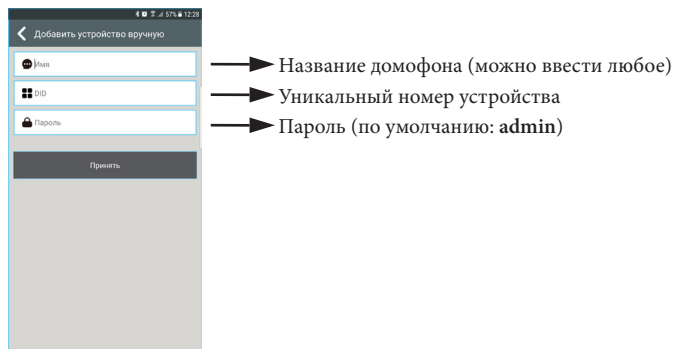 57% 12:28
Добавить устройство вручную
Имя
Название домофона (можно ввести любое)
DID
Уникальный номер устройства
Пароль
Пароль (по умолчанию: admin)
Принять